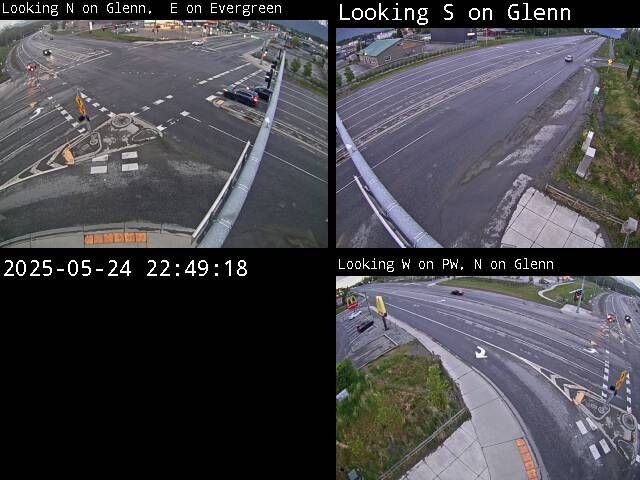 Looking N on Glenn,  E on Evergreen
Looking S on Glenn
2025-05-24 22:49:18
Looking W on PW, N on Glenn